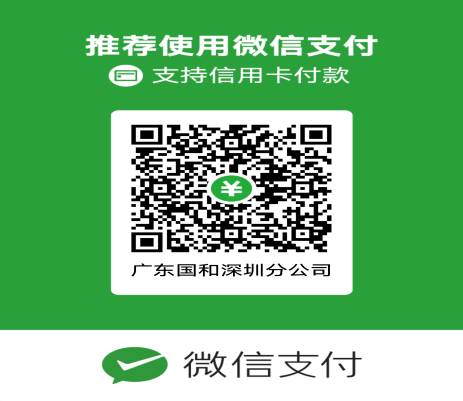 推荐使用微信支付
支持信用卡付款
¥
广东国和深圳分公司
微信支付